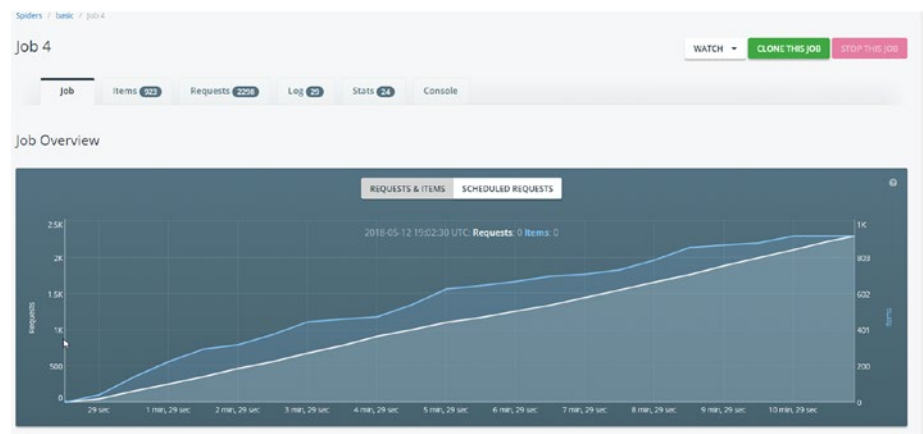 Spiders / basic / Job 4
Job 4
WATCH
CLONE THIS JOB
STOP THIS JOB
Job
Items 923
Requests 2298
Log 29
Stats 24
Console
Job Overview
REQUESTS & ITEMS
SCHEDULED REQUESTS
2018-05-12 19:02:30 UTC: Requests: 0 Items: 0
2.5K
2K
1.5K
1K
500
0
Requests
1K
803
602
401
200
0
Items
29 sec
1 min, 29 sec
2 min, 29 sec
3 min, 29 sec
4 min, 29 sec
5 min, 29 sec
6 min, 29 sec
7 min, 29 sec
8 min, 29 sec
9 min, 29 sec
10 min, 29 sec